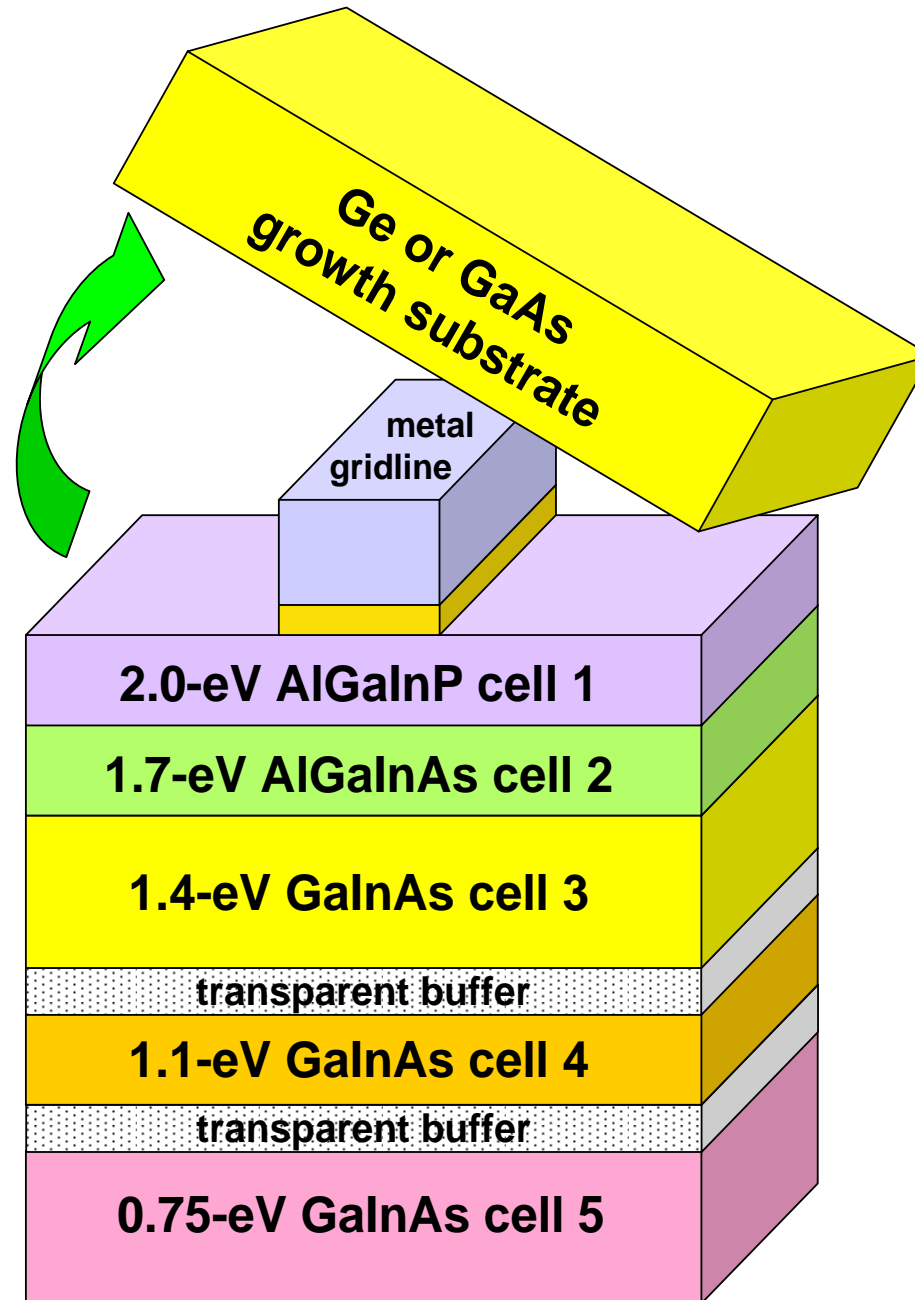 Ge or GaAs
growth substrate
metal
gridline
2.0-eV AlGaInP cell 1
1.7-eV AlGaInAs cell 2
1.4-eV GaInAs cell 3
transparent buffer
1.1-eV GaInAs cell 4
transparent buffer
0.75-eV GaInAs cell 5